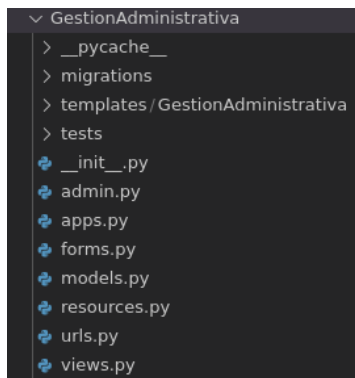 GestionAdministrativa
__pycache__
migrations
templates/GestionAdministrativa
tests
__init__.py
admin.py
apps.py
forms.py
models.py
resources.py
urls.py
views.py